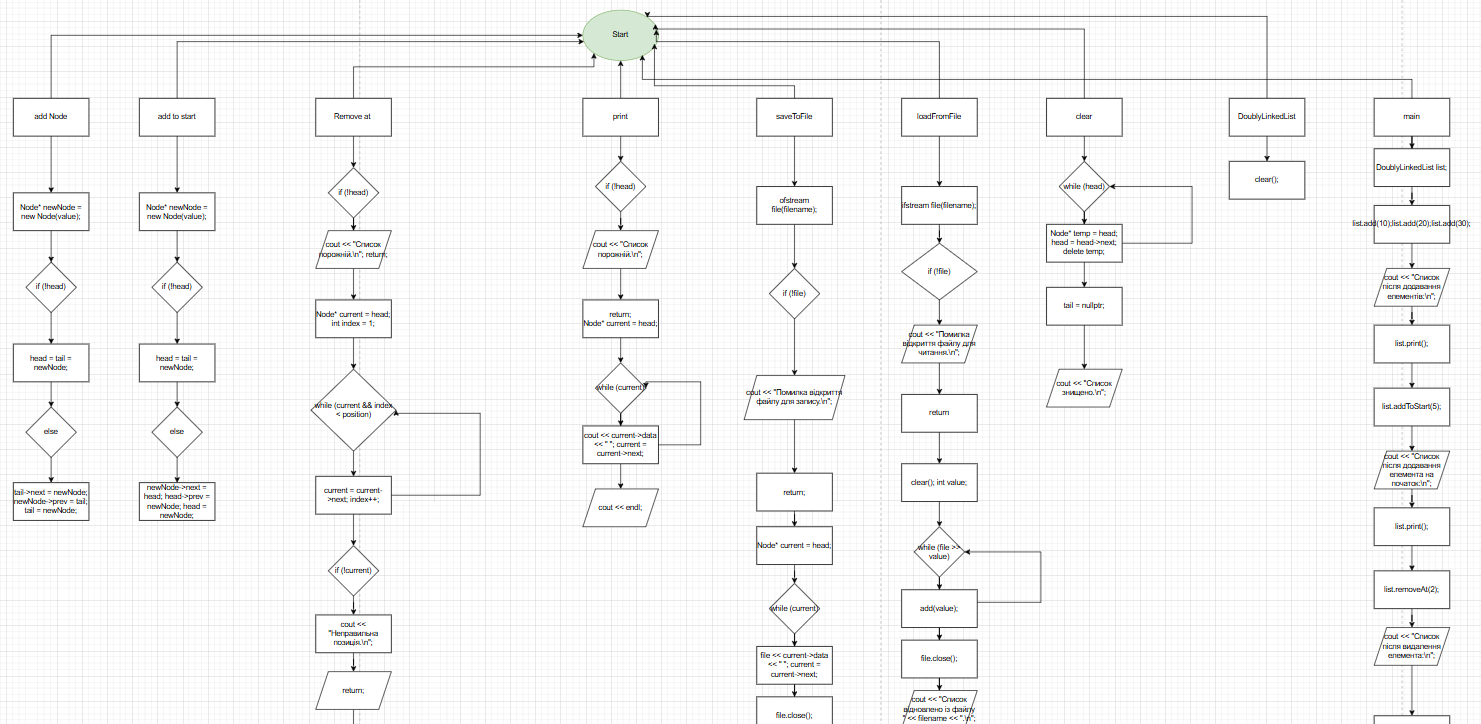 Start
add Node
Node* newNode =
new Node(value);
if (!head)
head = tail =
newNode;
else
tail->next = newNode;
newNode->prev = tail;
tail = newNode;
add to start
Node* newNode =
new Node(value);
if (!head)
head = tail =
newNode;
else
newNode->next =
head; head->prev =
newNode; head =
newNode;
Remove at
if (!head)
cout << "Список
порожній.\n"; return;
Node* current = head;
int index = 1;
while (current && index
< position)
current = current-
>next; index++;
if (!current)
cout <<
"Неправильна
позиція.\n";
return;
print
if (!head)
cout << "Список
порожній.\n";
return;
Node* current = head;
while (current)
cout << current->data
<< " "; current =
current->next;
cout << endl;
saveToFile
ofstream
file(filename);
if (!file)
cout << "Помилка відкриття
файлу для запису.\n";
return;
Node* current = head;
while (current)
file << current->data
<< " "; current =
current->next;
file.close();
loadFromFile
ifstream file(filename);
if (!file)
cout << "Помилка
відкриття файлу для
читання.\n";
return
clear(); int value;
while (file >>
value)
add(value);
file.close();
cout << "Список
відновлено із файлу
" << filename << ".\n";
clear
while (head)
Node* temp = head;
head = head->next;
delete temp;
tail = nullptr;
cout << "Список
знищено.\n";
DoublyLinkedList
clear();
main
DoublyLinkedList list;
list.add(10);list.add(20);list.add(30);
cout << "Список
після додавання
елементів:\n";
list.print();
list.addToStart(5);
cout << "Список
після додавання
елемента на
початок:\n";
list.print();
list.removeAt(2);
cout << "Список
після видалення
елемента:\n";